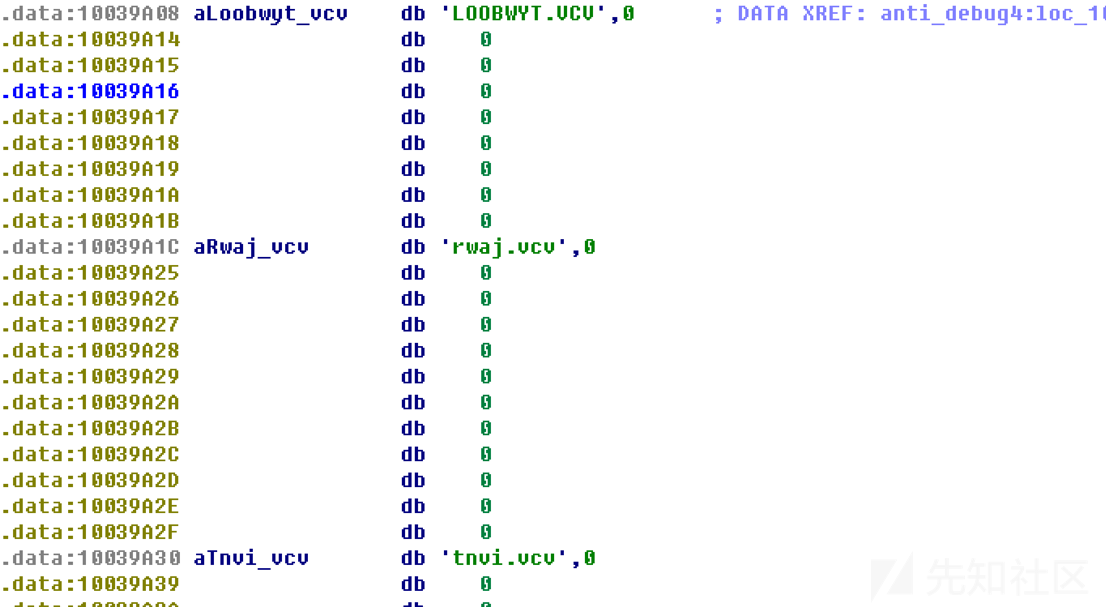 .data:10039A08 aLoobwyt_vcv db 'LOOBWYT.VCV',0 ; DATA XREF: anti_debug4:loc_10
.data:10039A14 db 0
.data:10039A15 db 0
.data:10039A16 db 0
.data:10039A17 db 0
.data:10039A18 db 0
.data:10039A19 db 0
.data:10039A1A db 0
.data:10039A1B db 0
.data:10039A1C aRwaj_vcv db 'rwaj.vcv',0
.data:10039A25 db 0
.data:10039A26 db 0
.data:10039A27 db 0
.data:10039A28 db 0
.data:10039A29 db 0
.data:10039A2A db 0
.data:10039A2B db 0
.data:10039A2C db 0
.data:10039A2D db 0
.data:10039A2E db 0
.data:10039A2F db 0
.data:10039A30 aTnvi_vcv db 'tnvi.vcv',0
.data:10039A39 db 0
先知社区